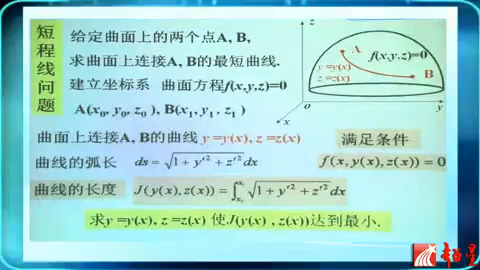 短程线问题
给定曲面上的两个点A, B,
求曲面上连接A, B的最短曲线.
建立坐标系 曲面方程f(x,y,z)=0
A(x₀, y₀, z₀), B(x₁, y₁, z₁)
z
A
f(x,y,z)=0
y=y(x)
z=z(x)
B
o
y
x
曲面上连接A, B的曲线 y=y(x), z=z(x)
满足条件
曲线的弧长 ds = √(1+y′²+z′²)dx
f(x, y(x), z(x)) = 0
曲线的长度 J(y(x), z(x)) = ∫_{x₀}^{x₁} √(1+y′²+z′²)dx
求y=y(x), z=z(x) 使J(y(x), z(x))达到最小.
超星